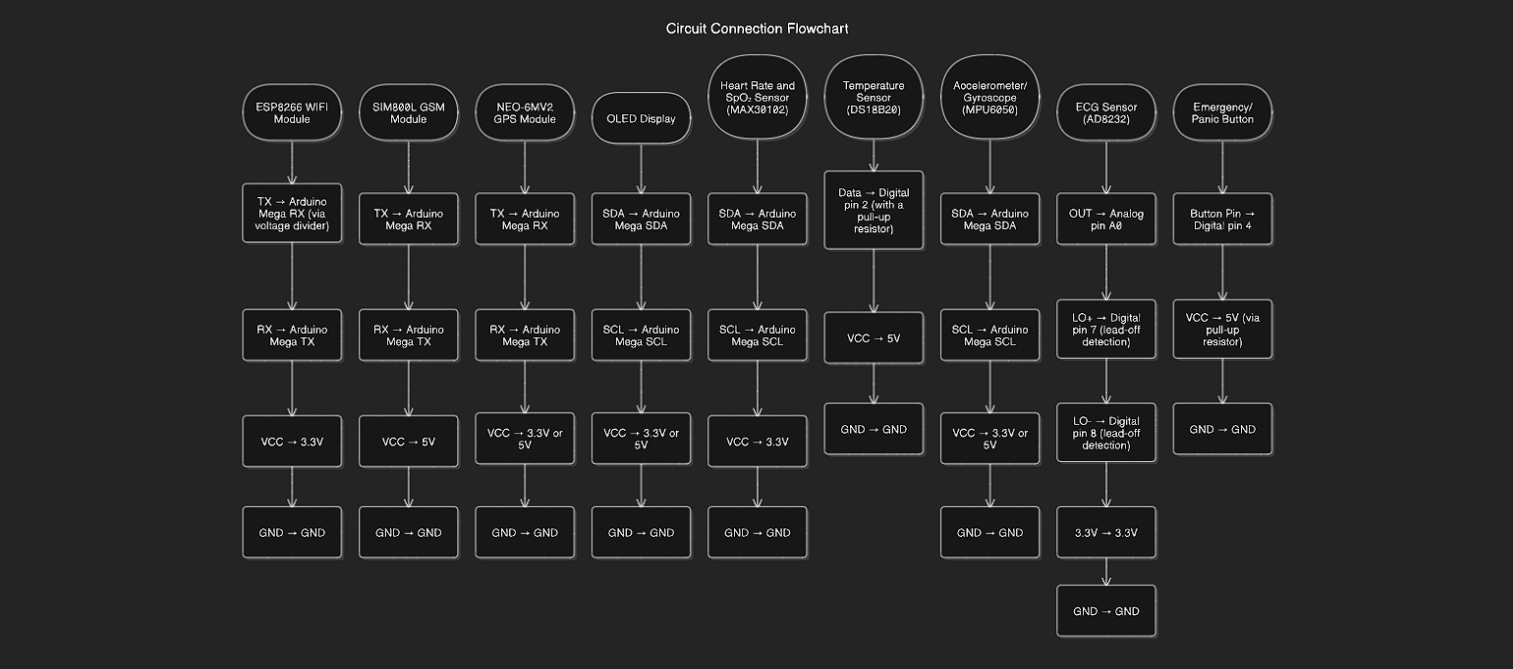 Circuit Connection Flowchart
ESP8266 WIFI
Module
TX → Arduino
Mega RX (via
voltage divider)
RX → Arduino
Mega TX
VCC → 3.3V
GND → GND
SIM800L GSM
Module
TX → Arduino
Mega RX
RX → Arduino
Mega TX
VCC → 5V
GND → GND
NEO-6MV2
GPS Module
TX → Arduino
Mega RX
RX → Arduino
Mega TX
VCC → 3.3V or
5V
GND → GND
OLED Display
SDA → Arduino
Mega SDA
SCL → Arduino
Mega SCL
VCC → 3.3V or
5V
GND → GND
Heart Rate and
SpO₂ Sensor
(MAX30102)
SDA → Arduino
Mega SDA
SCL → Arduino
Mega SCL
VCC → 3.3V
GND → GND
Temperature
Sensor
(DS18B20)
Data → Digital
pin 2 (with a
pull-up
resistor)
VCC → 5V
GND → GND
Accelerometer/
Gyroscope
(MPU6050)
SDA → Arduino
Mega SDA
SCL → Arduino
Mega SCL
VCC → 3.3V or
5V
GND → GND
ECG Sensor
(AD8232)
OUT → Analog
pin A0
LO+ → Digital
pin 7 (lead-off
detection)
LO- → Digital
pin 8 (lead-off
detection)
3.3V → 3.3V
GND → GND
Emergency/
Panic Button
Button Pin →
Digital pin 4
VCC → 5V (via
pull-up
resistor)
GND → GND